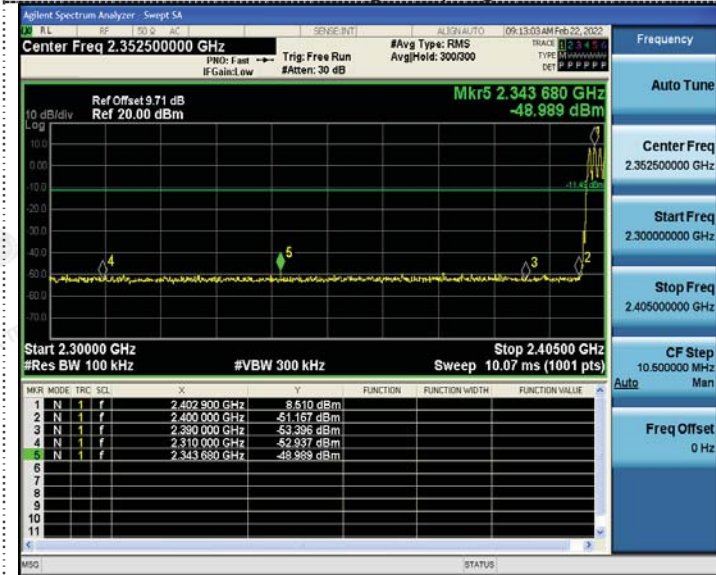 Agilent Spectrum Analyzer - Swept SA
RL RF 50 Ω AC SENSE:INT ALIGNAUTO 09:13:03 AM Feb 22, 2022
Center Freq 2.352500000 GHz
PNO: Fast
IFGain:Low
Trig: Free Run
#Atten: 30 dB
#Avg Type: RMS
Avg|Hold: 300/300
TRACE 1 2 3 4 5 6
TYPE M
DET P P P P P P
Ref Offset 9.71 dB
Ref 20.00 dBm
10 dB/div
Log
Mkr5 2.343 680 GHz
-48.989 dBm
10.0
0.00
-10.0
-20.0
-30.0
-40.0
-50.0
-60.0
-70.0
1
2
3
4
5
Start 2.30000 GHz
#Res BW 100 kHz
#VBW 300 kHz
Stop 2.40500 GHz
Sweep 10.07 ms (1001 pts)
MKR MODE TRC SCL X Y FUNCTION FUNCTION WIDTH FUNCTION VALUE
1 N 1 f 2.402 900 GHz 8.510 dBm
2 N 1 f 2.400 000 GHz -51.167 dBm
3 N 1 f 2.390 000 GHz -53.396 dBm
4 N 1 f 2.310 000 GHz -52.937 dBm
5 N 1 f 2.343 680 GHz -48.989 dBm
6
7
8
9
10
11
MSG STATUS
Frequency
Auto Tune
Center Freq
2.352500000 GHz
Start Freq
2.300000000 GHz
Stop Freq
2.405000000 GHz
CF Step
10.500000 MHz
Auto Man
Freq Offset
0 Hz